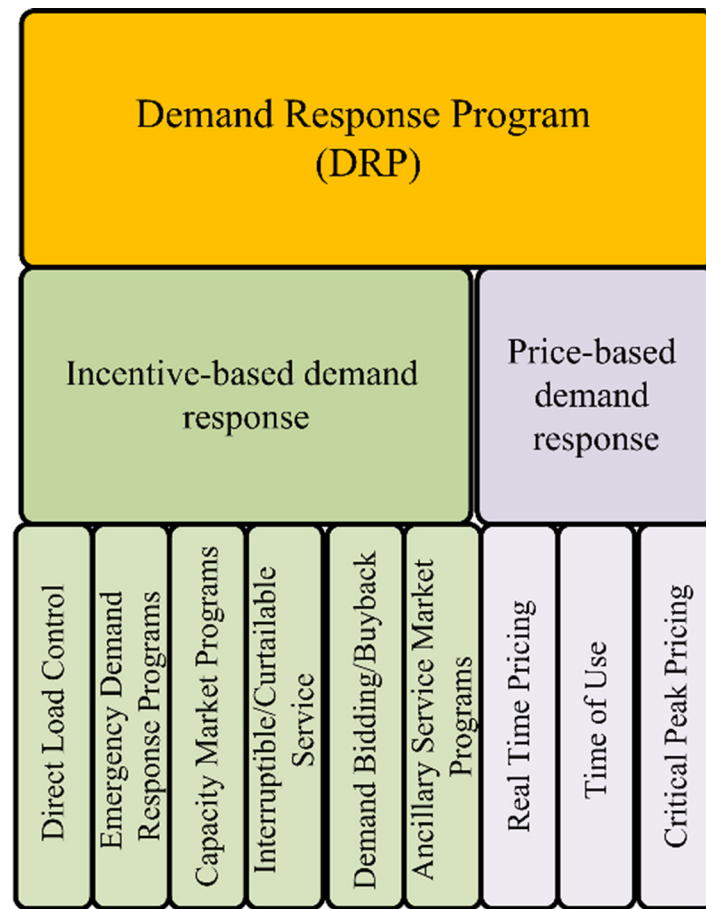 Demand Response Program
(DRP)
Incentive-based demand
response
Price-based
demand
response
Direct Load Control
Emergency Demand
Response Programs
Capacity Market Programs
Interruptible/Curtailable
Service
Demand Bidding/Buyback
Ancillary Service Market
Programs
Real Time Pricing
Time of Use
Critical Peak Pricing